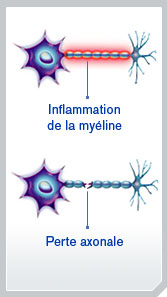 Inflammation
de la myéline
Perte axonale